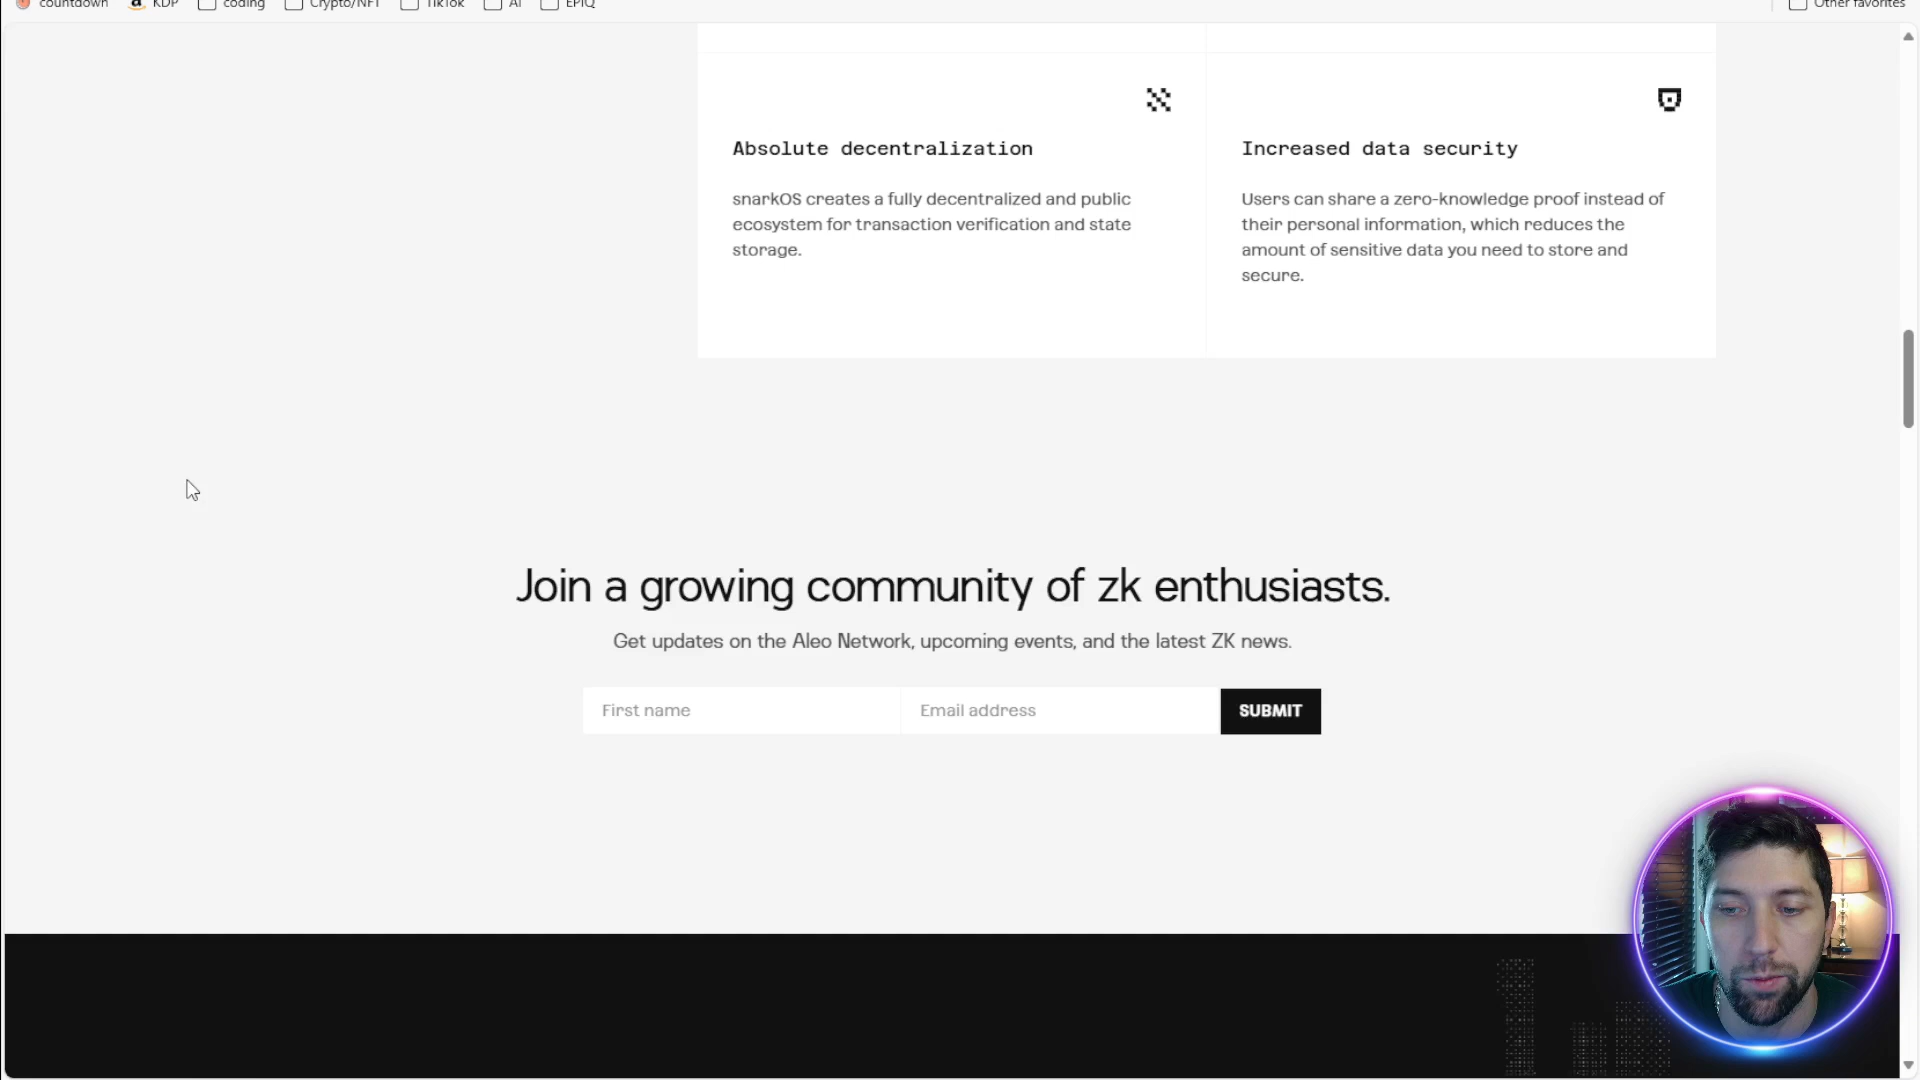 countdown KDP coding Crypto/NFT TikTok AI EPIQ Other favorites
Absolute decentralization
snarkOS creates a fully decentralized and public
ecosystem for transaction verification and state
storage.
Increased data security
Users can share a zero-knowledge proof instead of
their personal information, which reduces the
amount of sensitive data you need to store and
secure.
Join a growing community of zk enthusiasts.
Get updates on the Aleo Network, upcoming events, and the latest ZK news.
First name Email address SUBMIT